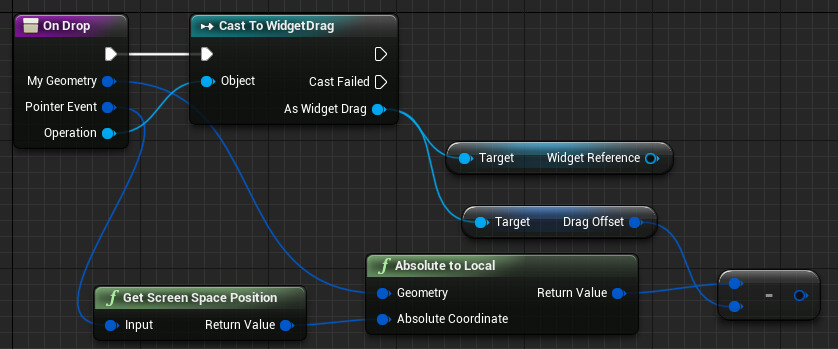 On Drop
My Geometry
Pointer Event
Operation
Cast To WidgetDrag
Object
Cast Failed
As Widget Drag
Target Widget Reference
Target Drag Offset
f Get Screen Space Position
Input Return Value
f Absolute to Local
Geometry Return Value
Absolute Coordinate
-